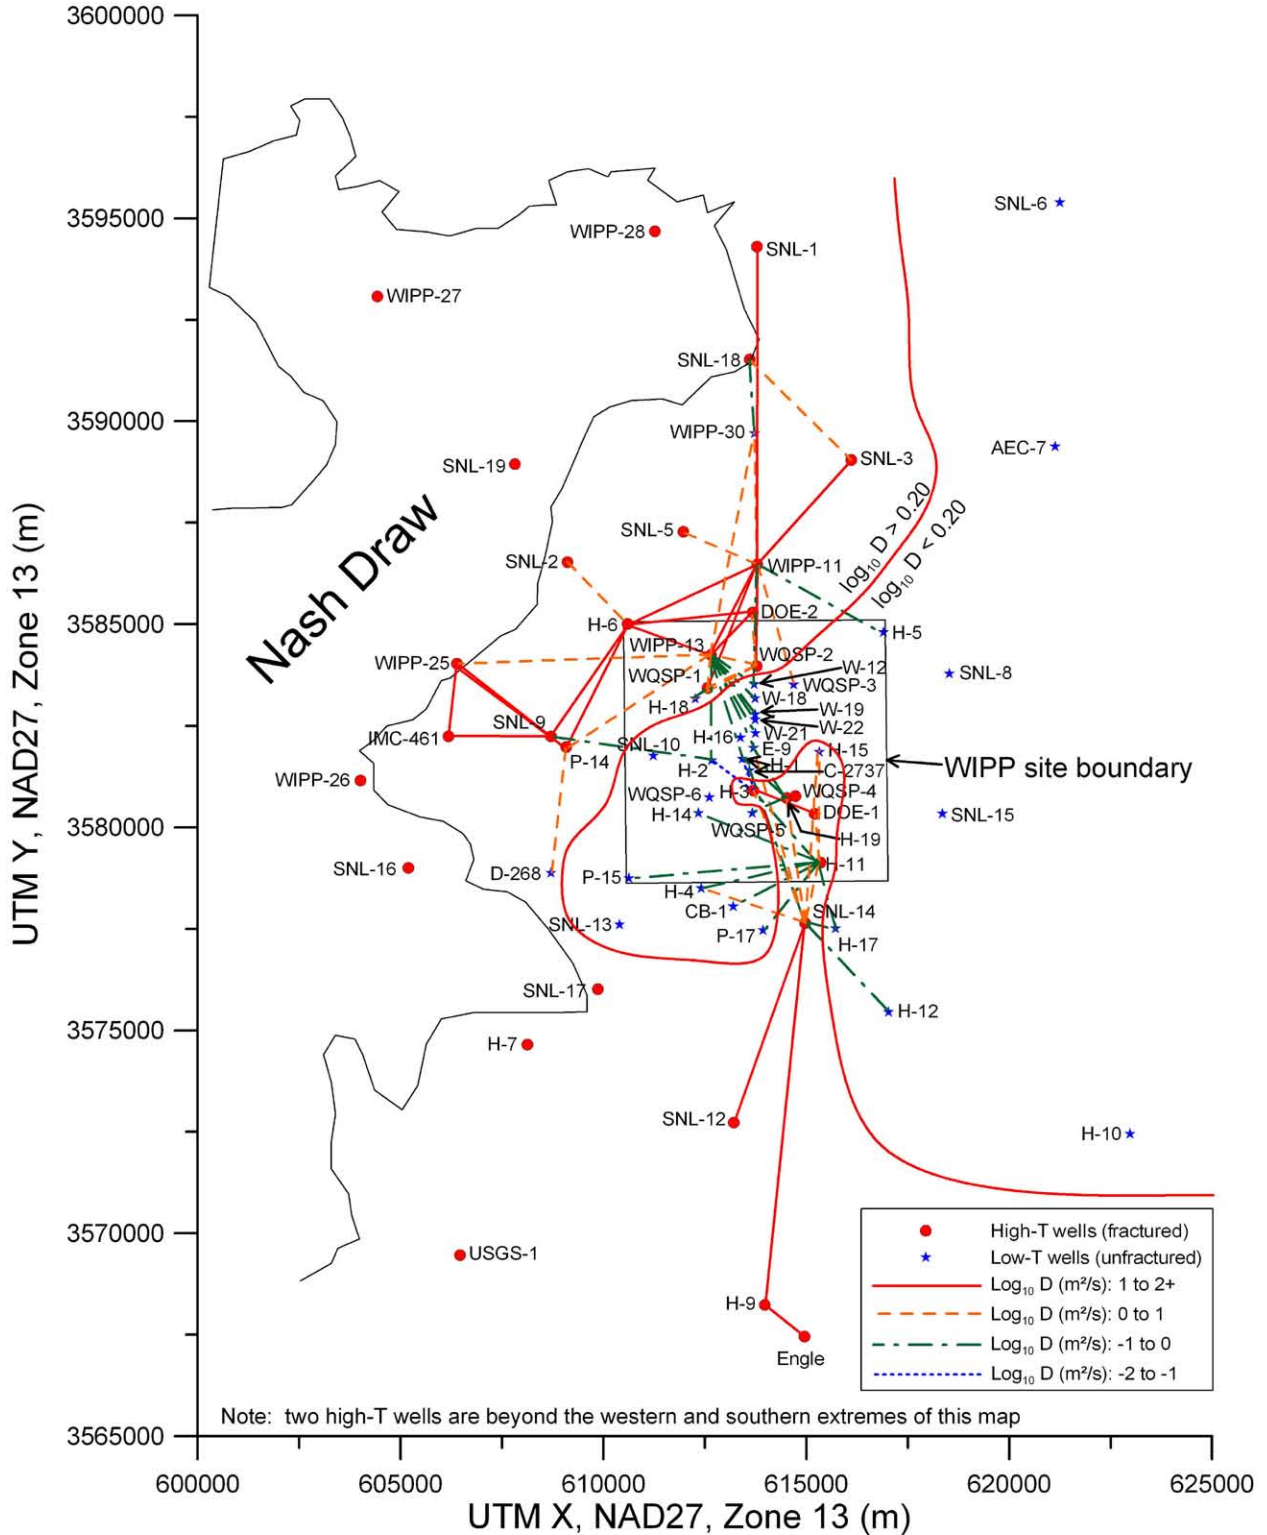 3600000
SNL-6
3595000
WIPP-28
SNL-1
WIPP-27
SNL-18
3590000
WIPP-30
AEC-7
SNL-19
SNL-3
SNL-5
log₁₀ D > 0.20
log₁₀ D < 0.20
Nash Draw
SNL-2
WIPP-11
DOE-2
3585000
H-6
H-5
WIPP-13
WQSP-2
WIPP-25
W-12
WQSP-1
WQSP-3
SNL-8
H-18
W-18
W-19
SNL-9
W-22
IMC-461
H-16
W-21
SNL-10
E-9
H-15
P-14
H-1
H-2
C-2737
WIPP site boundary
WIPP-26
H-3
WQSP-6
WQSP-4
H-14
DOE-1
SNL-15
3580000
WQSP-5
H-19
SNL-16
D-268
P-15
H-11
H-4
CB-1
SNL-14
SNL-13
P-17
H-17
SNL-17
H-12
3575000
H-7
SNL-12
H-10
3570000
USGS-1
H-9
Engle
High-T wells (fractured)
Low-T wells (unfractured)
Log₁₀ D (m²/s): 1 to 2+
Log₁₀ D (m²/s): 0 to 1
Log₁₀ D (m²/s): -1 to 0
Log₁₀ D (m²/s): -2 to -1
Note: two high-T wells are beyond the western and southern extremes of this map
3565000
600000
605000
610000
615000
620000
625000
UTM X, NAD27, Zone 13 (m)
UTM Y, NAD27, Zone 13 (m)